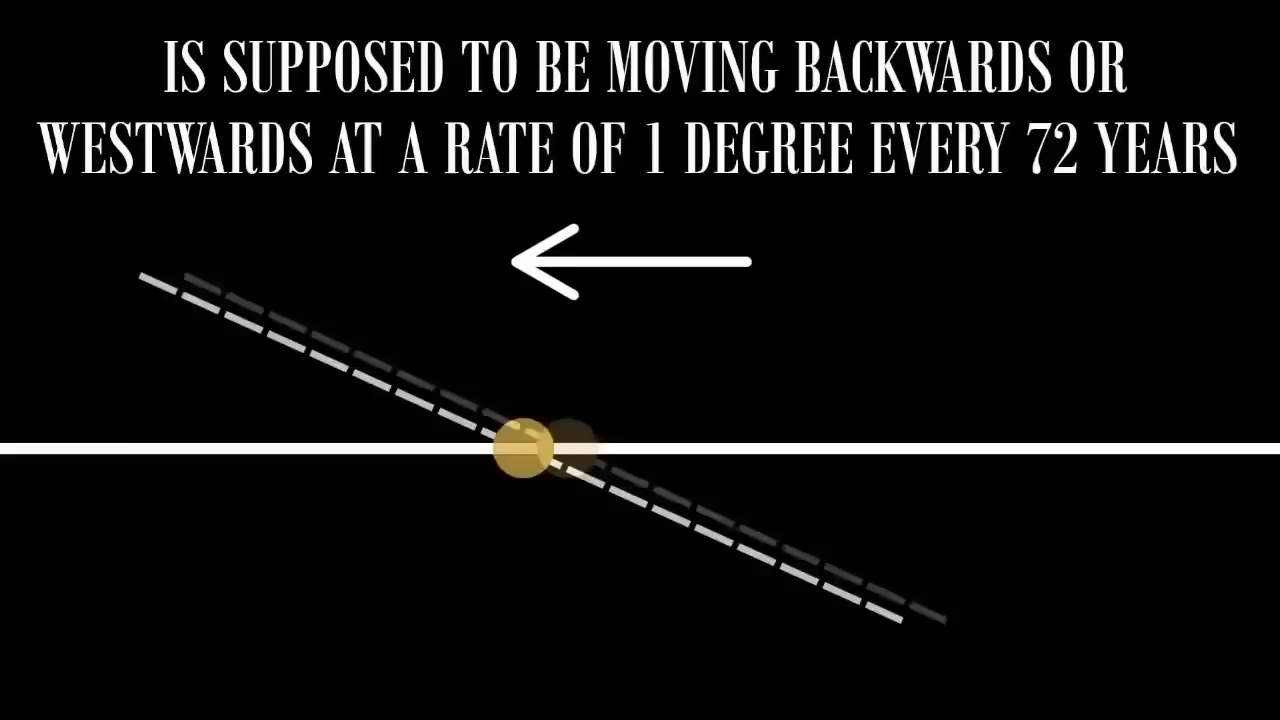 IS SUPPOSED TO BE MOVING BACKWARDS OR
WESTWARDS AT A RATE OF 1 DEGREE EVERY 72 YEARS